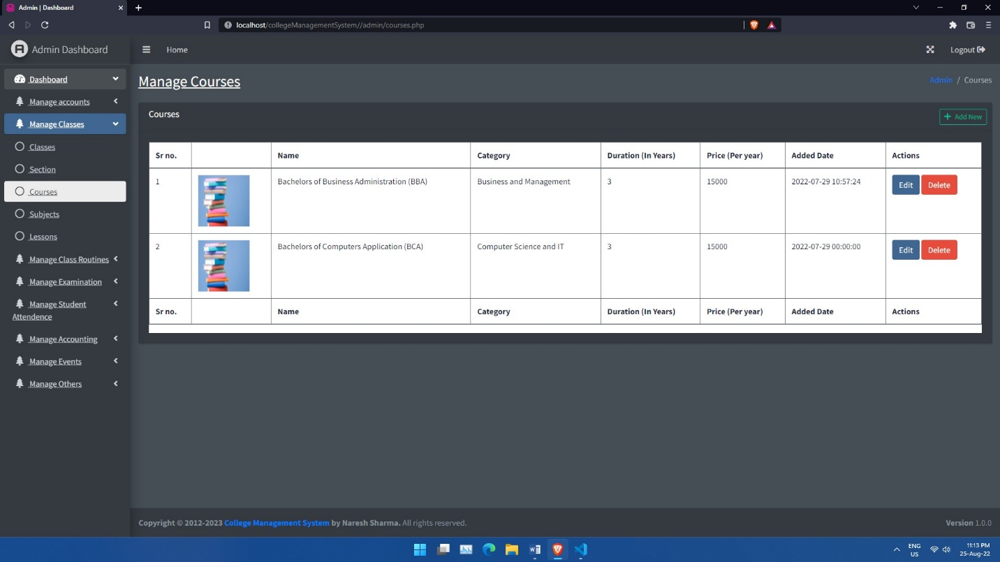 Admin | Dashboard
localhost/collegeManagementSystem//admin/courses.php
Admin Dashboard
Home
Logout
Dashboard
Manage accounts
Manage Classes
Classes
Section
Courses
Subjects
Lessons
Manage Class Routines
Manage Examination
Manage Student
Attendence
Manage Accounting
Manage Events
Manage Others
Manage Courses
Admin / Courses
Courses
Add New
Sr no. Name Category Duration (In Years) Price (Per year) Added Date Actions
1 Bachelors of Business Administration (BBA) Business and Management 3 15000 2022-07-29 10:57:24 Edit Delete
2 Bachelors of Computers Application (BCA) Computer Science and IT 3 15000 2022-07-29 00:00:00 Edit Delete
Sr no. Name Category Duration (In Years) Price (Per year) Added Date Actions
Copyright © 2012-2023 College Management System by Naresh Sharma. All rights reserved.
Version 1.0.0
ENG
US
11:13 PM
25-Aug-22